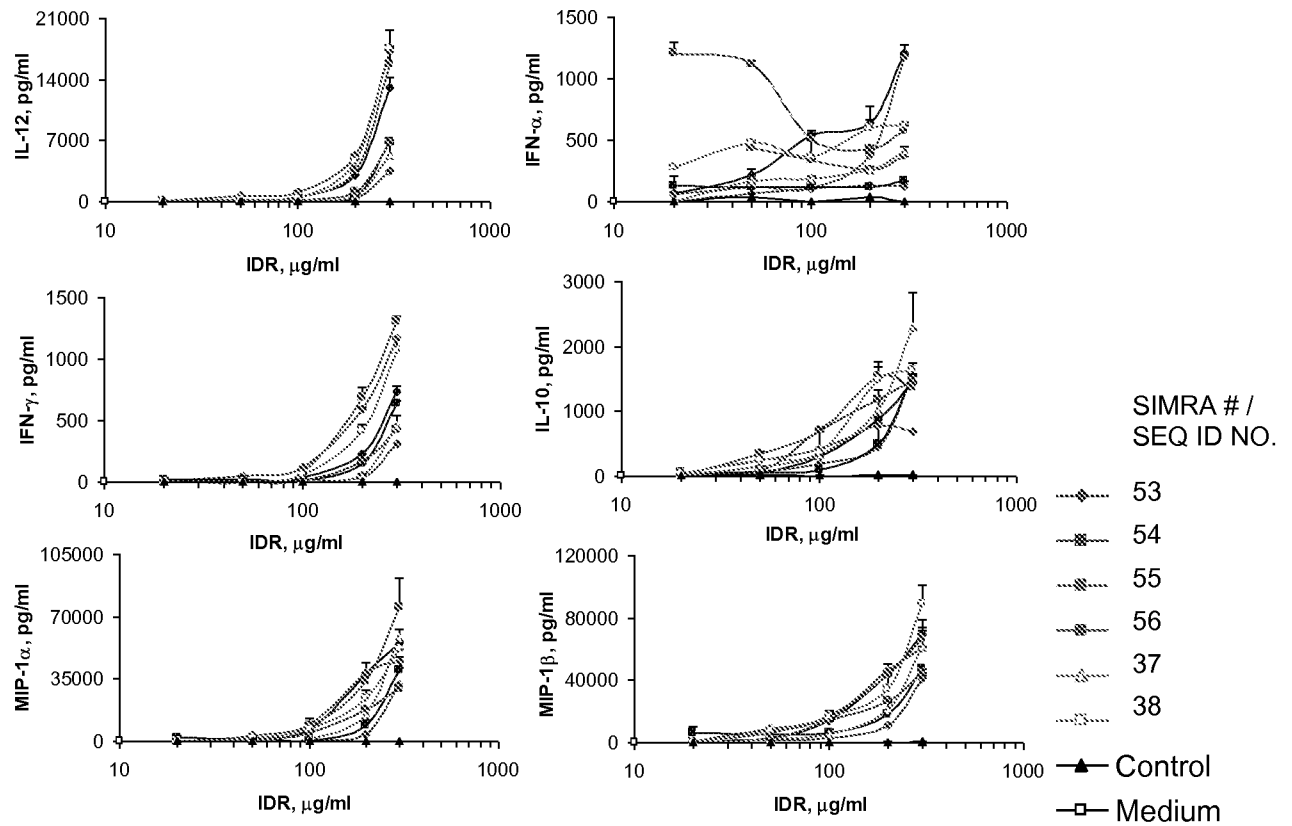 21000
14000
7000
0
IL-12, pg/ml
10 100 1000
IDR, μg/ml
1500
1000
500
0
IFN-α, pg/ml
10 100 1000
IDR, μg/ml
1500
1000
500
0
IFN-γ, pg/ml
10 100 1000
IDR, μg/ml
3000
2000
1000
0
IL-10, pg/ml
10 100 1000
IDR, μg/ml
105000
70000
35000
0
MIP-1α, pg/ml
10 100 1000
IDR, μg/ml
120000
80000
40000
0
MIP-1β, pg/ml
10 100 1000
IDR, μg/ml
SIMRA # /
SEQ ID NO.
53
54
55
56
37
38
Control
Medium